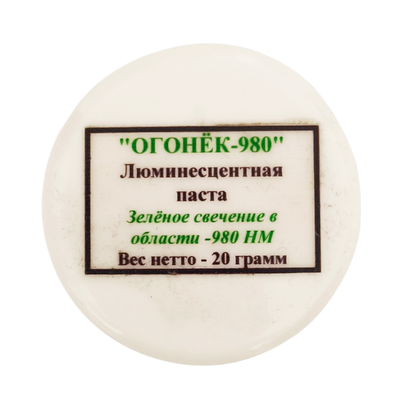 "ОГОНЁК-980"
Люминесцентная
паста
Зелёное свечение в
области -980 НМ
Вес нетто - 20 грамм